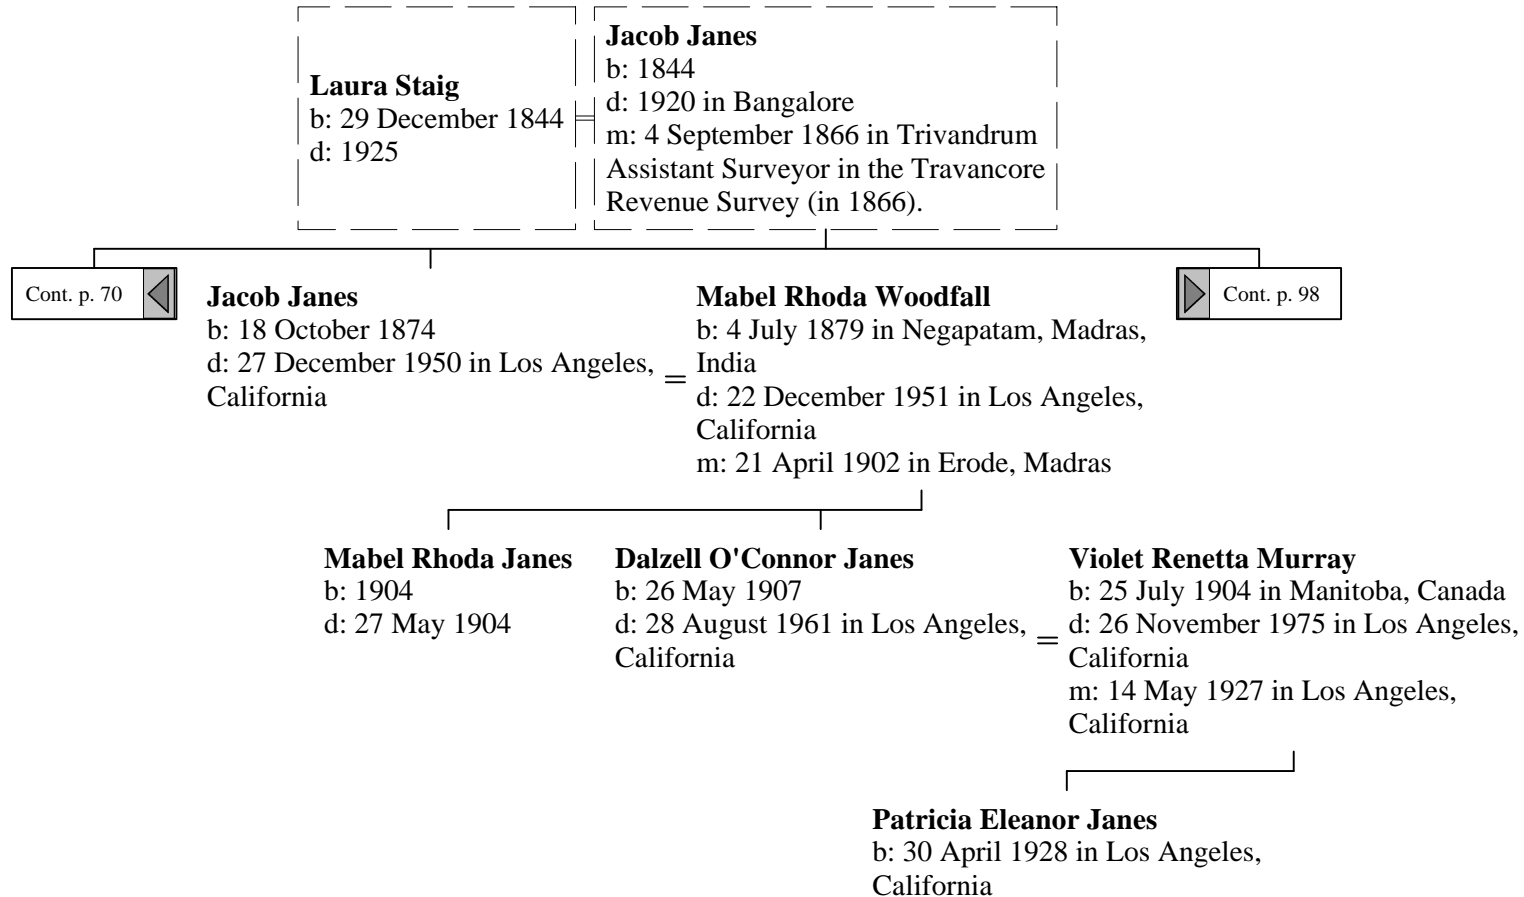 Laura Staig
b: 29 December 1844
d: 1925
=
Jacob Janes
b: 1844
d: 1920 in Bangalore
m: 4 September 1866 in Trivandrum
Assistant Surveyor in the Travancore
Revenue Survey (in 1866).
Cont. p. 70
Jacob Janes
b: 18 October 1874
d: 27 December 1950 in Los Angeles,
California
=
Mabel Rhoda Woodfall
b: 4 July 1879 in Negapatam, Madras,
India
d: 22 December 1951 in Los Angeles,
California
m: 21 April 1902 in Erode, Madras
Cont. p. 98
Mabel Rhoda Janes
b: 1904
d: 27 May 1904
Dalzell O'Connor Janes
b: 26 May 1907
d: 28 August 1961 in Los Angeles,
California
=
Violet Renetta Murray
b: 25 July 1904 in Manitoba, Canada
d: 26 November 1975 in Los Angeles,
California
m: 14 May 1927 in Los Angeles,
California
Patricia Eleanor Janes
b: 30 April 1928 in Los Angeles,
California